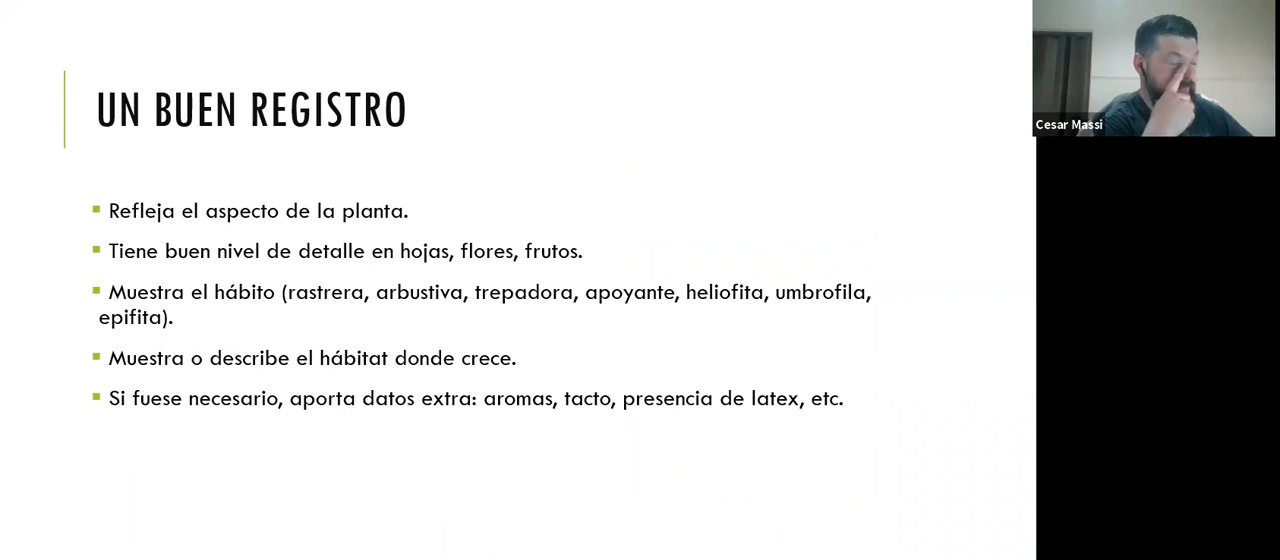 UN BUEN REGISTRO
Refleja el aspecto de la planta.
Tiene buen nivel de detalle en hojas, flores, frutos.
Muestra el hábito (rastrera, arbustiva, trepadora, apoyante, heliofita, umbrofila,
epifita).
Muestra o describe el hábitat donde crece.
Si fuese necesario, aporta datos extra: aromas, tacto, presencia de latex, etc.
Cesar Massi